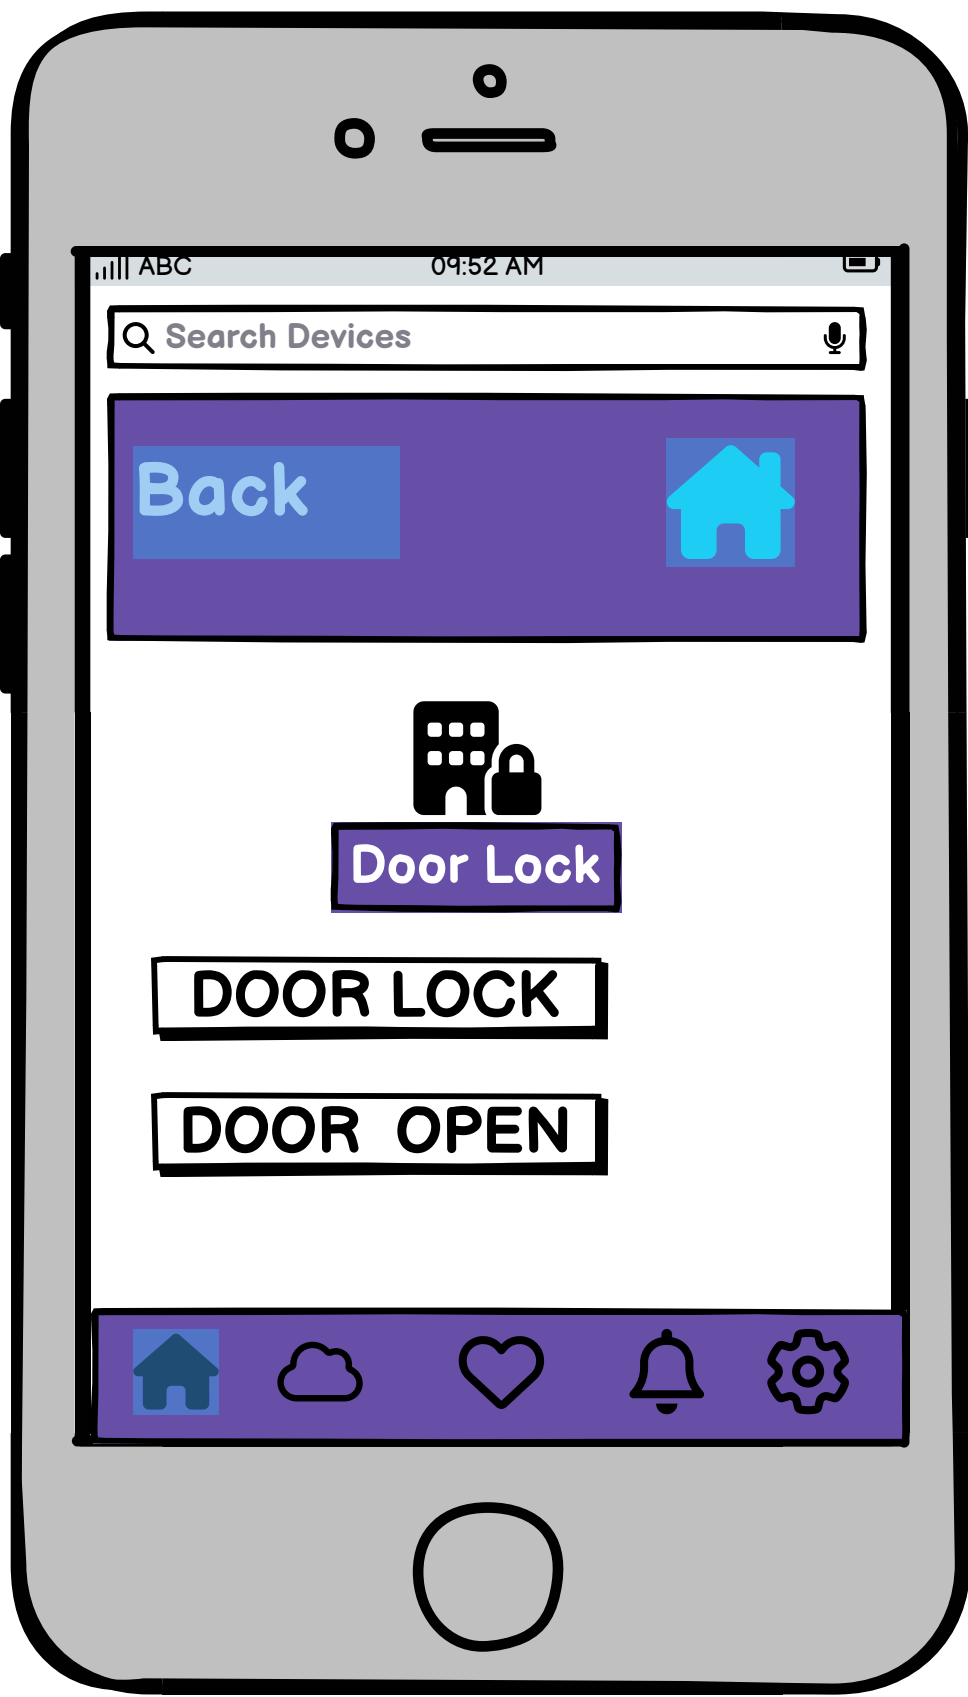 ABC 09:52 AM
Search Devices
Back
Door Lock
DOOR LOCK
DOOR OPEN